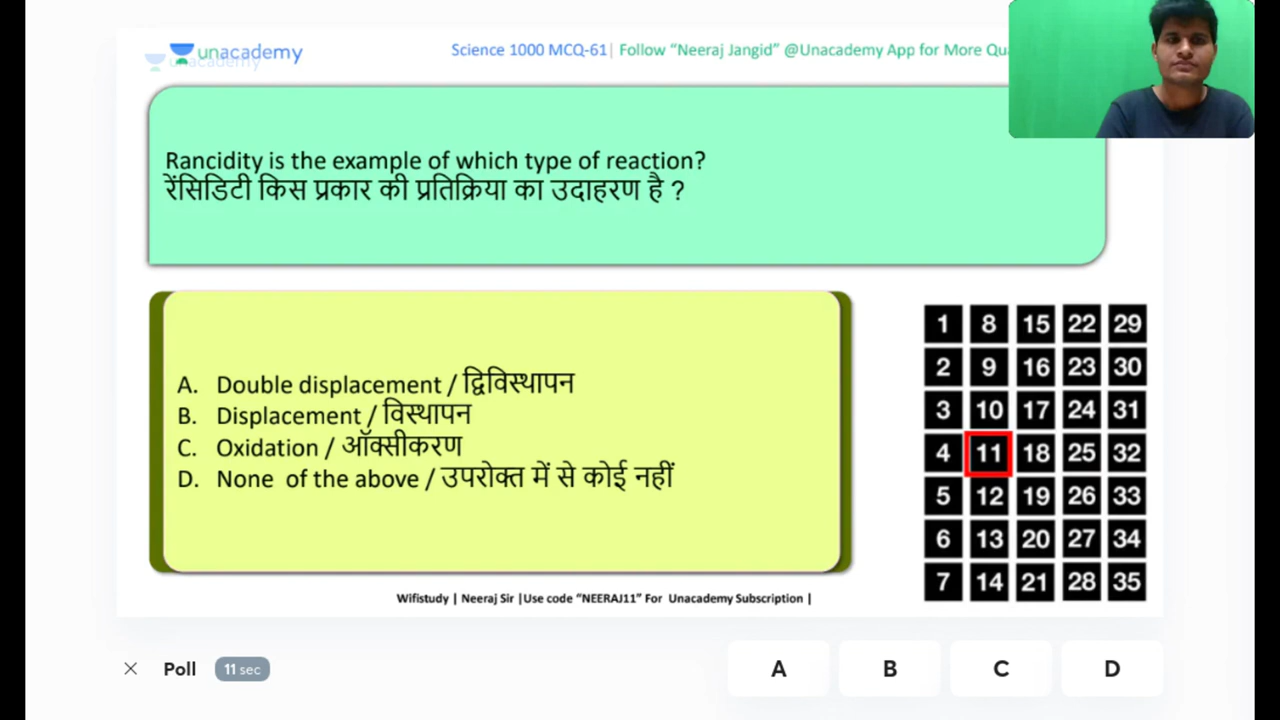 unacademy
unacademy
Science 1000 MCQ-61| Follow “Neeraj Jangid” @Unacademy App for More
Rancidity is the example of which type of reaction?
रेंसिडिटी किस प्रकार की प्रतिक्रिया का उदाहरण है ?
A. Double displacement / द्विविस्थापन
B. Displacement / विस्थापन
C. Oxidation / ऑक्सीकरण
D. None of the above / उपरोक्त में से कोई नहीं
1 8 15 22 29
2 9 16 23 30
3 10 17 24 31
4 11 18 25 32
5 12 19 26 33
6 13 20 27 34
7 14 21 28 35
Wifistudy | Neeraj Sir |Use code “NEERAJ11” For Unacademy Subscription |
Poll 11 sec A B C D